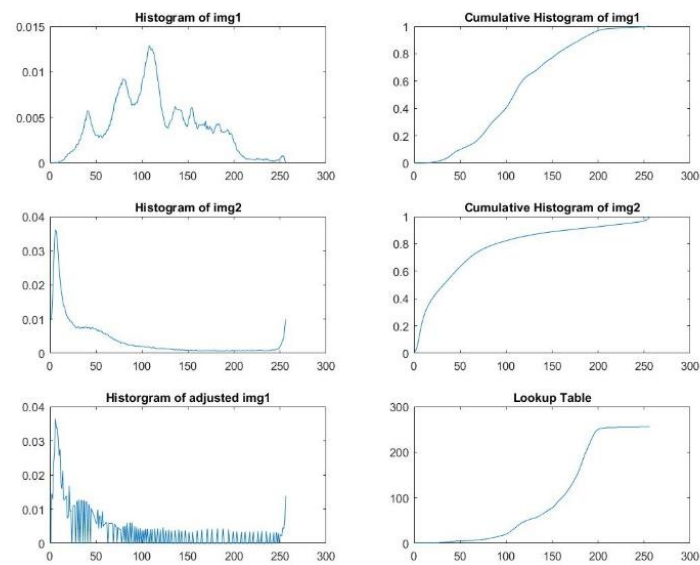 Histogram of img1
0.015
0.01
0.005
0
0 50 100 150 200 250 300
Cumulative Histogram of img1
1
0.8
0.6
0.4
0.2
0
0 50 100 150 200 250 300
Histogram of img2
0.04
0.03
0.02
0.01
0
0 50 100 150 200 250 300
Cumulative Histogram of img2
1
0.8
0.6
0.4
0.2
0
0 50 100 150 200 250 300
Historgram of adjusted img1
0.04
0.03
0.02
0.01
0
0 50 100 150 200 250 300
Lookup Table
300
200
100
0
0 50 100 150 200 250 300